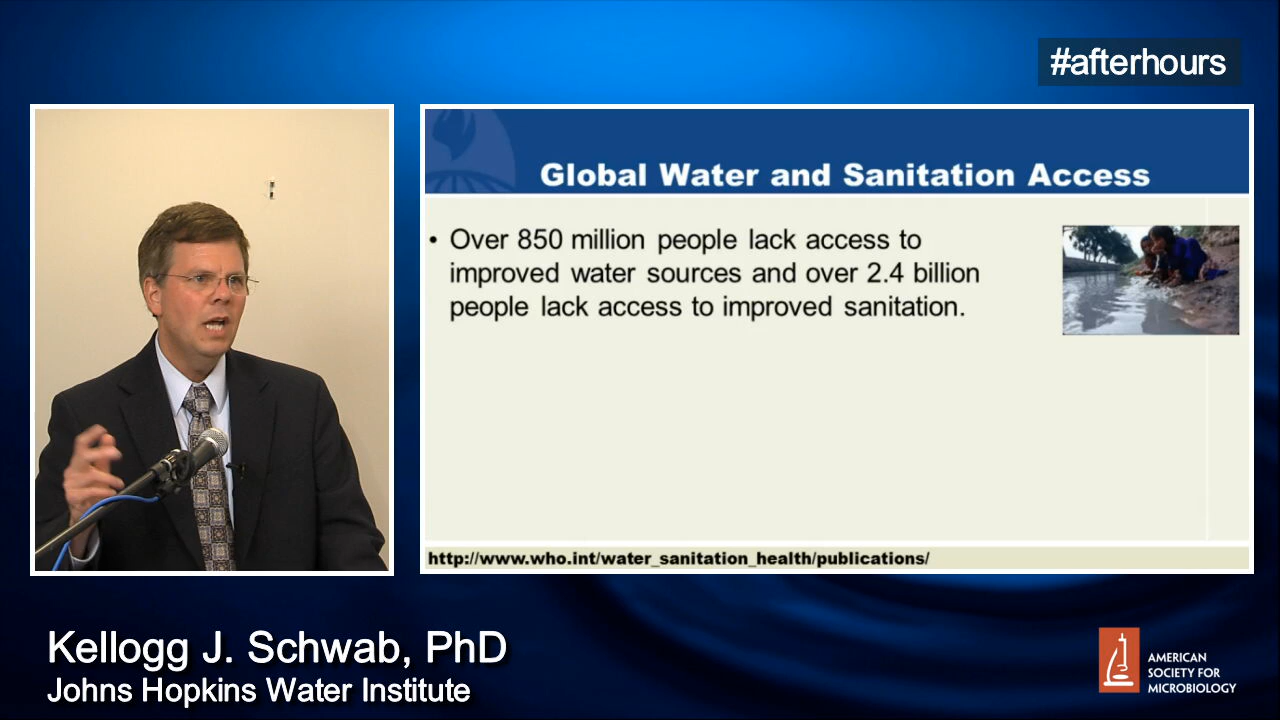 #afterhours
Global Water and Sanitation Access
• Over 850 million people lack access to
improved water sources and over 2.4 billion
people lack access to improved sanitation.
http://www.who.int/water_sanitation_health/publications/
Kellogg J. Schwab, PhD
Johns Hopkins Water Institute
AMERICAN
SOCIETY FOR
MICROBIOLOGY